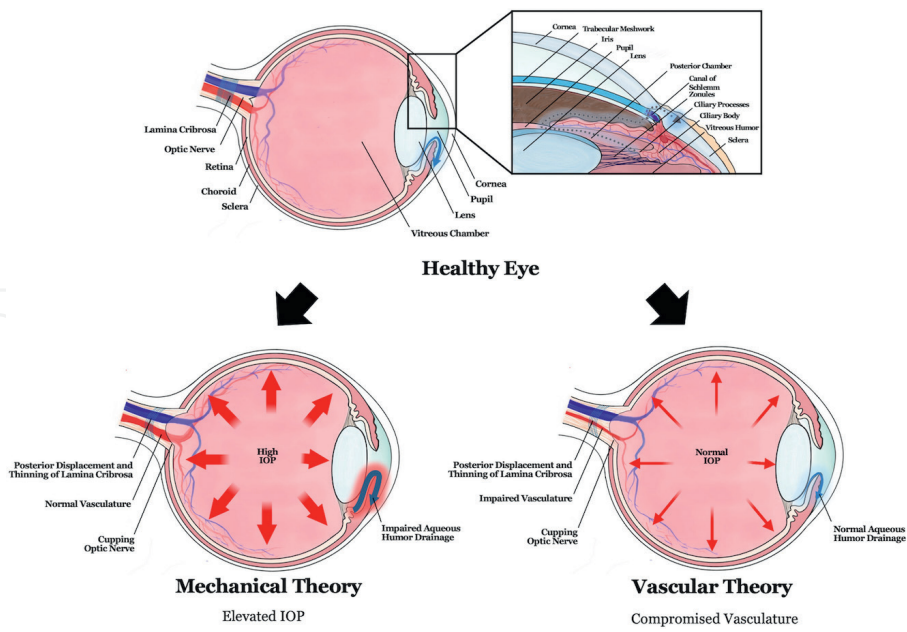 Cornea
Trabecular Meshwork
Iris
Pupil
Lens
Posterior Chamber
Canal of
Schlemm
Zonules
Ciliary Processes
Ciliary Body
Vitreous Humor
Sclera
Lamina Cribrosa
Optic Nerve
Retina
Choroid
Sclera
Cornea
Pupil
Lens
Vitreous Chamber
Healthy Eye
High
IOP
Posterior Displacement and
Thinning of Lamina Cribrosa
Normal Vasculature
Cupping
Optic Nerve
Impaired Aqueous
Humor Drainage
Mechanical Theory
Elevated IOP
Normal
IOP
Posterior Displacement and
Thinning of Lamina Cribrosa
Impaired Vasculature
Cupping
Optic Nerve
Normal Aqueous
Humor Drainage
Vascular Theory
Compromised Vasculature